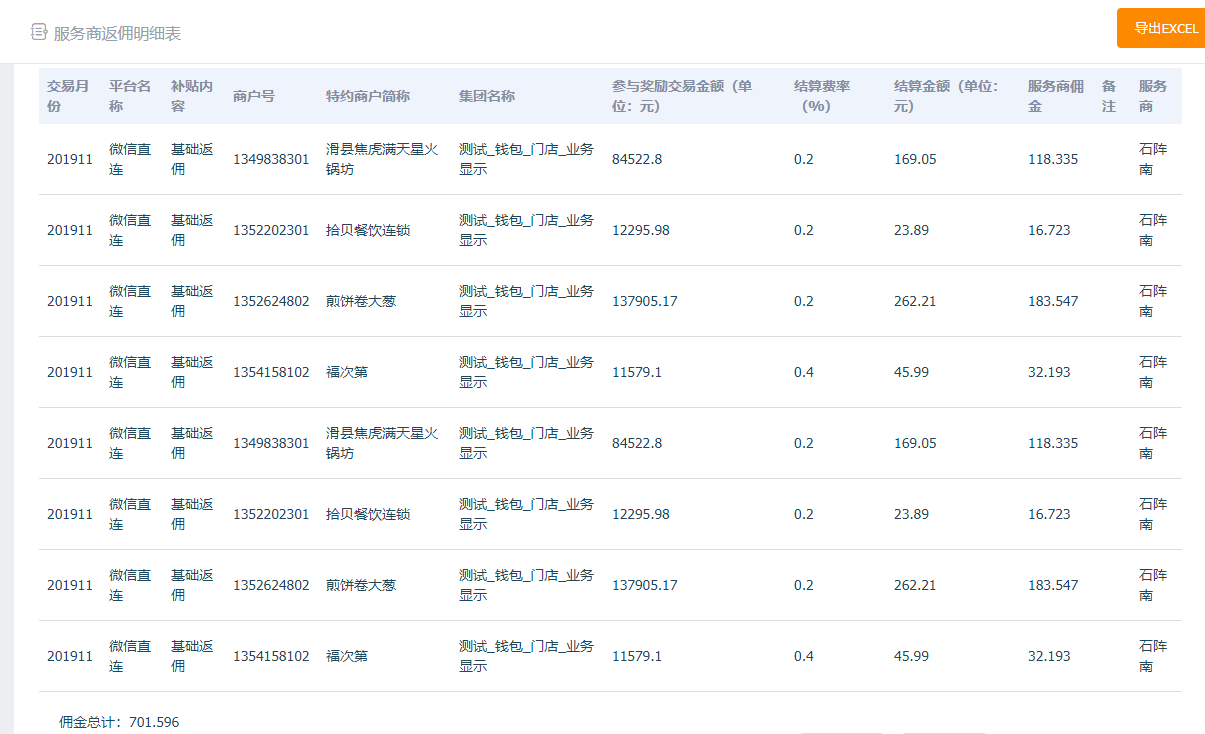 服务商返佣明细表
导出EXCEL
交易月份 平台名称 补贴内容 商户号 特约商户简称 集团名称 参与奖励交易金额（单位：元） 结算费率（%） 结算金额（单位：元） 服务商佣金 备注 服务商
201911 微信直连 基础返佣 1349838301 滑县焦虎满天星火锅坊 测试_钱包_门店_业务显示 84522.8 0.2 169.05 118.335 石阵南
201911 微信直连 基础返佣 1352202301 拾贝餐饮连锁 测试_钱包_门店_业务显示 12295.98 0.2 23.89 16.723 石阵南
201911 微信直连 基础返佣 1352624802 煎饼卷大葱 测试_钱包_门店_业务显示 137905.17 0.2 262.21 183.547 石阵南
201911 微信直连 基础返佣 1354158102 福次第 测试_钱包_门店_业务显示 11579.1 0.4 45.99 32.193 石阵南
201911 微信直连 基础返佣 1349838301 滑县焦虎满天星火锅坊 测试_钱包_门店_业务显示 84522.8 0.2 169.05 118.335 石阵南
201911 微信直连 基础返佣 1352202301 拾贝餐饮连锁 测试_钱包_门店_业务显示 12295.98 0.2 23.89 16.723 石阵南
201911 微信直连 基础返佣 1352624802 煎饼卷大葱 测试_钱包_门店_业务显示 137905.17 0.2 262.21 183.547 石阵南
201911 微信直连 基础返佣 1354158102 福次第 测试_钱包_门店_业务显示 11579.1 0.4 45.99 32.193 石阵南
佣金总计：701.596